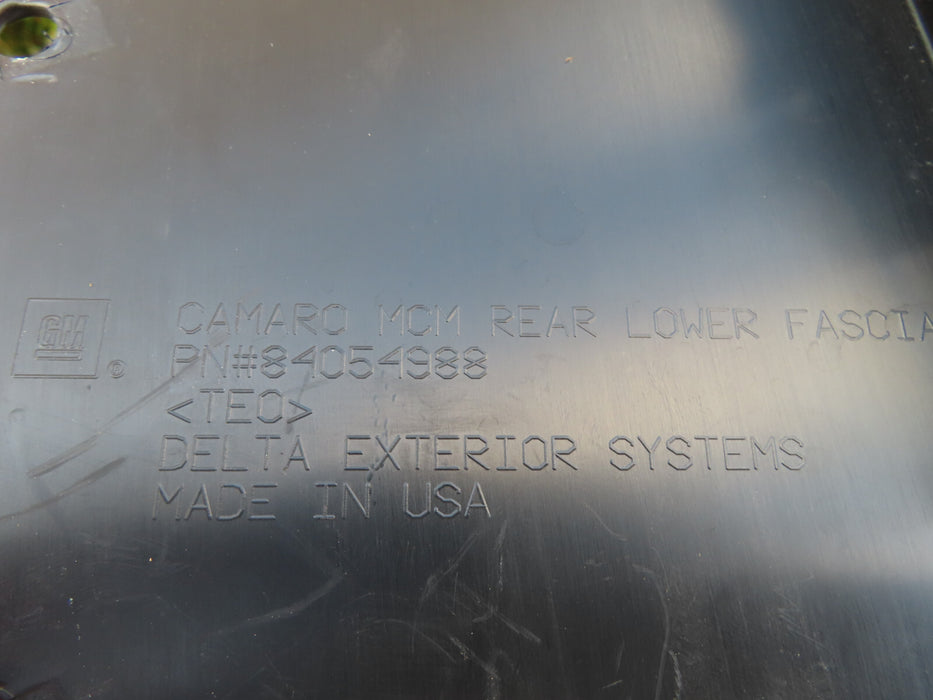 GM ®
CAMARO MCM REAR LOWER FASCIA
PN#84054988
<TEO>
DELTA EXTERIOR SYSTEMS
MADE IN USA